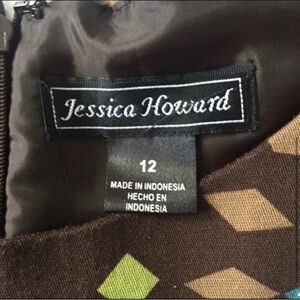 Jessica Howard
12
MADE IN INDONESIA
HECHO EN
INDONESIA